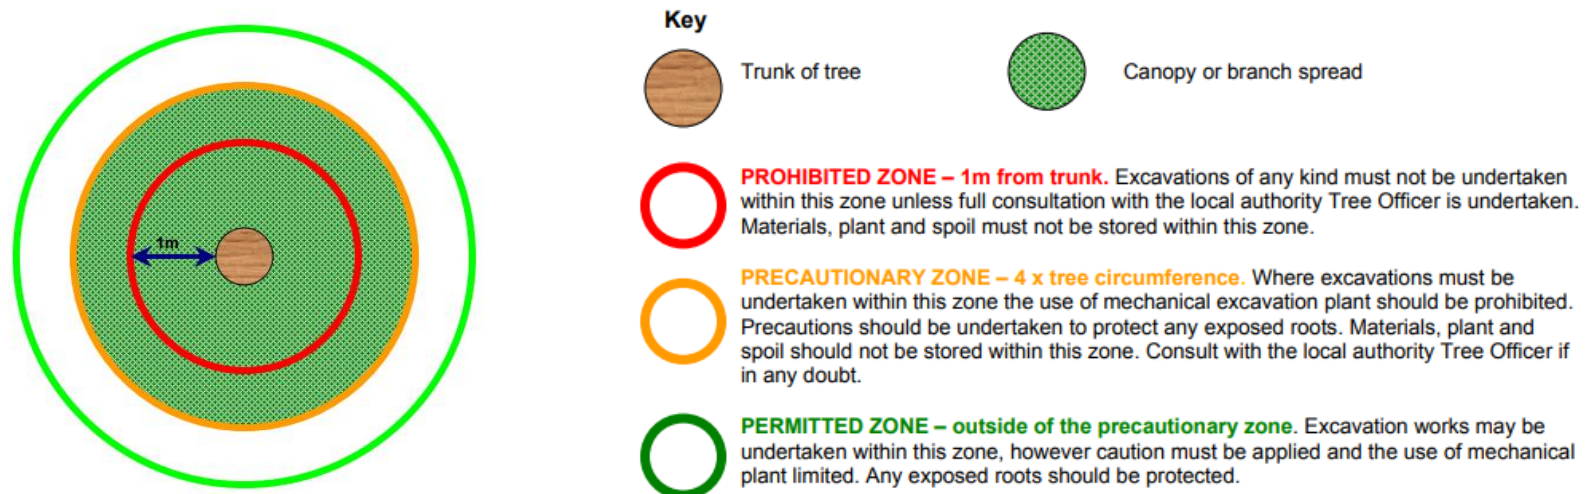 Key
Trunk of tree
Canopy or branch spread
1m
PROHIBITED ZONE – 1m from trunk. Excavations of any kind must not be undertaken
within this zone unless full consultation with the local authority Tree Officer is undertaken.
Materials, plant and spoil must not be stored within this zone.
PRECAUTIONARY ZONE – 4 x tree circumference. Where excavations must be
undertaken within this zone the use of mechanical excavation plant should be prohibited.
Precautions should be undertaken to protect any exposed roots. Materials, plant and
spoil should not be stored within this zone. Consult with the local authority Tree Officer if
in any doubt.
PERMITTED ZONE – outside of the precautionary zone. Excavation works may be
undertaken within this zone, however caution must be applied and the use of mechanical
plant limited. Any exposed roots should be protected.